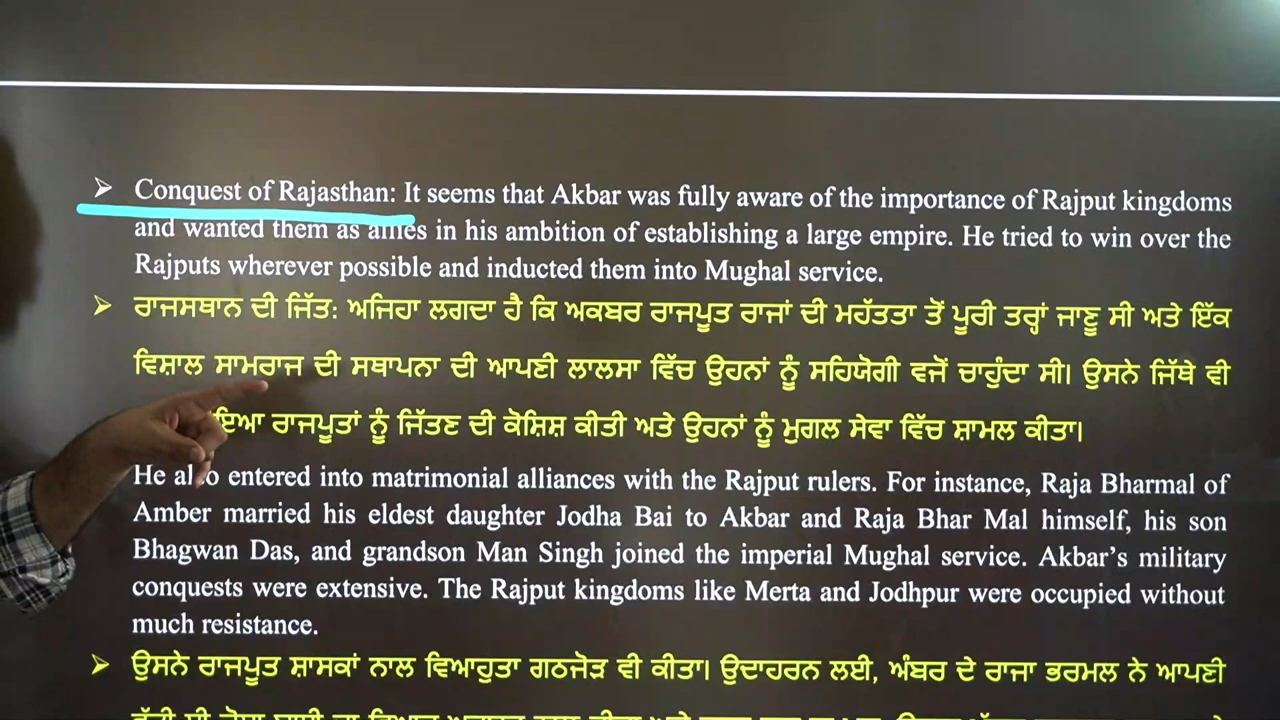 ➢ Conquest of Rajasthan: It seems that Akbar was fully aware of the importance of Rajput kingdoms
and wanted them as allies in his ambition of establishing a large empire. He tried to win over the
Rajputs wherever possible and inducted them into Mughal service.
➢ ਰਾਜਸਥਾਨ ਦੀ ਜਿੱਤ: ਅਜਿਹਾ ਲਗਦਾ ਹੈ ਕਿ ਅਕਬਰ ਰਾਜਪੂਤ ਰਾਜਾਂ ਦੀ ਮਹੱਤਤਾ ਤੋਂ ਪੂਰੀ ਤਰ੍ਹਾਂ ਜਾਣੂ ਸੀ ਅਤੇ ਇੱਕ
ਵਿਸ਼ਾਲ ਸਾਮਰਾਜ ਦੀ ਸਥਾਪਨਾ ਦੀ ਆਪਣੀ ਲਾਲਸਾ ਵਿੱਚ ਉਹਨਾਂ ਨੂੰ ਸਹਿਯੋਗੀ ਵਜੋਂ ਚਾਹੁੰਦਾ ਸੀ। ਉਸਨੇ ਜਿੱਥੇ ਵੀ
ਰਾਜਪੂਤਾਂ ਨੂੰ ਜਿੱਤਣ ਦੀ ਕੋਸ਼ਿਸ਼ ਕੀਤੀ ਅਤੇ ਉਹਨਾਂ ਨੂੰ ਮੁਗਲ ਸੇਵਾ ਵਿੱਚ ਸ਼ਾਮਲ ਕੀਤਾ।
He also entered into matrimonial alliances with the Rajput rulers. For instance, Raja Bharmal of
Amber married his eldest daughter Jodha Bai to Akbar and Raja Bhar Mal himself, his son
Bhagwan Das, and grandson Man Singh joined the imperial Mughal service. Akbar’s military
conquests were extensive. The Rajput kingdoms like Merta and Jodhpur were occupied without
much resistance.
➢ ਉਸਨੇ ਰਾਜਪੂਤ ਸ਼ਾਸਕਾਂ ਨਾਲ ਵਿਆਹੁਤਾ ਗਠਜੋੜ ਵੀ ਕੀਤਾ। ਉਦਾਹਰਨ ਲਈ, ਅੰਬਰ ਦੇ ਰਾਜਾ ਭਰਮਲ ਨੇ ਆਪਣੀ